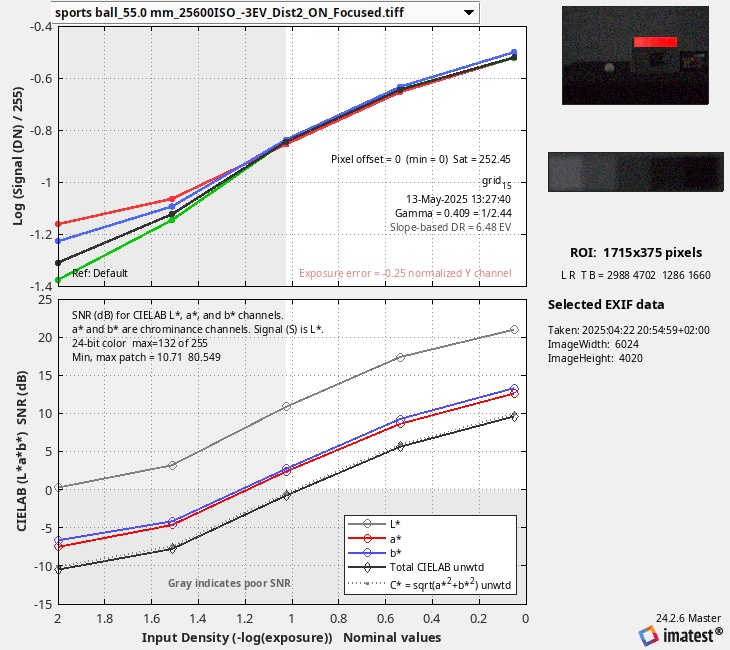 sports ball_55.0 mm_25600ISO_-3EV_Dist2_ON_Focused.tiff
Log (Signal (DN) / 255)
-0.4
-0.6
-0.8
-1
-1.2
-1.4
Pixel offset = 0 (min = 0) Sat = 252.45
grid15
13-May-2025 13:27:40
Gamma = 0.409 = 1/2.44
Slope-based DR = 6.48 EV
Ref: Default
Exposure error = -0.25 normalized Y channel
ROI: 1715x375 pixels
L R T B = 2988 4702 1286 1660
Selected EXIF data
Taken: 2025:04:22 20:54:59+02:00
ImageWidth: 6024
ImageHeight: 4020
CIELAB (L*a*b*) SNR (dB)
25
20
15
10
5
0
-5
-10
-15
SNR (dB) for CIELAB L*, a*, and b* channels.
a* and b* are chrominance channels. Signal (S) is L*.
24-bit color max=132 of 255
Min, max patch = 10.71 80.549
L*
a*
b*
Total CIELAB unwtd
C* = sqrt(a*2+b*2) unwtd
Gray indicates poor SNR
2 1.8 1.6 1.4 1.2 1 0.8 0.6 0.4 0.2 0
Input Density (-log(exposure)) Nominal values
24.2.6 Master
imatest®